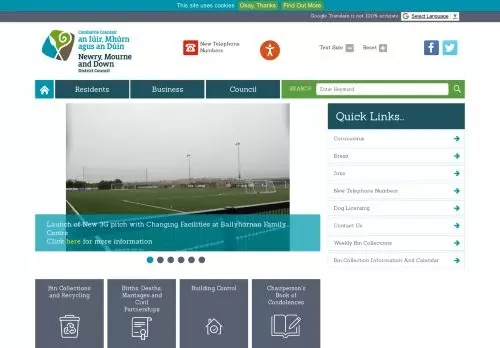 This site uses cookies Okay, Thanks Find Out More
Google Translate is not 100% accurate Select Language
Comhairle Ceantair
an Iúir, Mhúrn
agus an Dúin
Newry, Mourne
and Down
District Council
New Telephone
Numbers
Text Size
Reset
Residents
Business
Council
SEARCH
Enter Keyword
Launch of New 3G pitch with Changing Facilities at Ballyhornan Family
Centre
Click here for more information
Quick Links..
Coronavirus
Brexit
Jobs
New Telephone Numbers
Dog Licensing
Contact Us
Weekly Bin Collections
Bin Collection Information And Calendar
Bin Collections
and Recycling
Births, Deaths,
Marriages and
Civil
Partnerships
Building Control
Chairperson's
Book of
Condolences